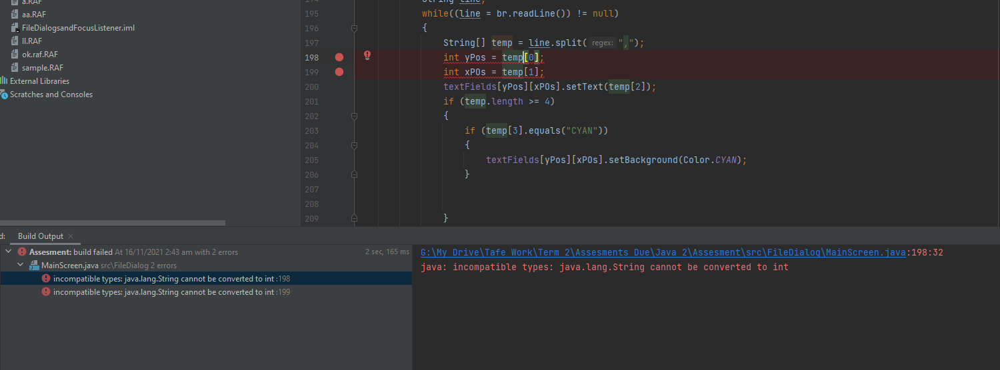 a.RAF
aa.RAF
FileDialogsandFocusListener.iml
ll.RAF
ok.raf.RAF
sample.RAF
External Libraries
Scratches and Consoles
194 String line;
195 while((line = br.readLine()) != null)
196 {
197 String[] temp = line.split( regex: ",");
198 int yPos = temp[0];
199 int xPOs = temp[1];
200 textFields[yPos][xPOs].setText(temp[2]);
201 if (temp.length >= 4)
202 {
203 if (temp[3].equals("CYAN"))
204 {
205 textFields[yPos][xPOs].setBackground(Color.CYAN);
206 }
207
208
209 }
d: Build Output ×
Assesment: build failed At 16/11/2021 2:43 am with 2 errors 2 sec, 165 ms
MainScreen.java src\FileDialog 2 errors
incompatible types: java.lang.String cannot be converted to int :198
incompatible types: java.lang.String cannot be converted to int :199
G:\My Drive\Tafe Work\Term 2\Assesments Due\Java 2\Assesment\src\FileDialog\MainScreen.java:198:32
java: incompatible types: java.lang.String cannot be converted to int